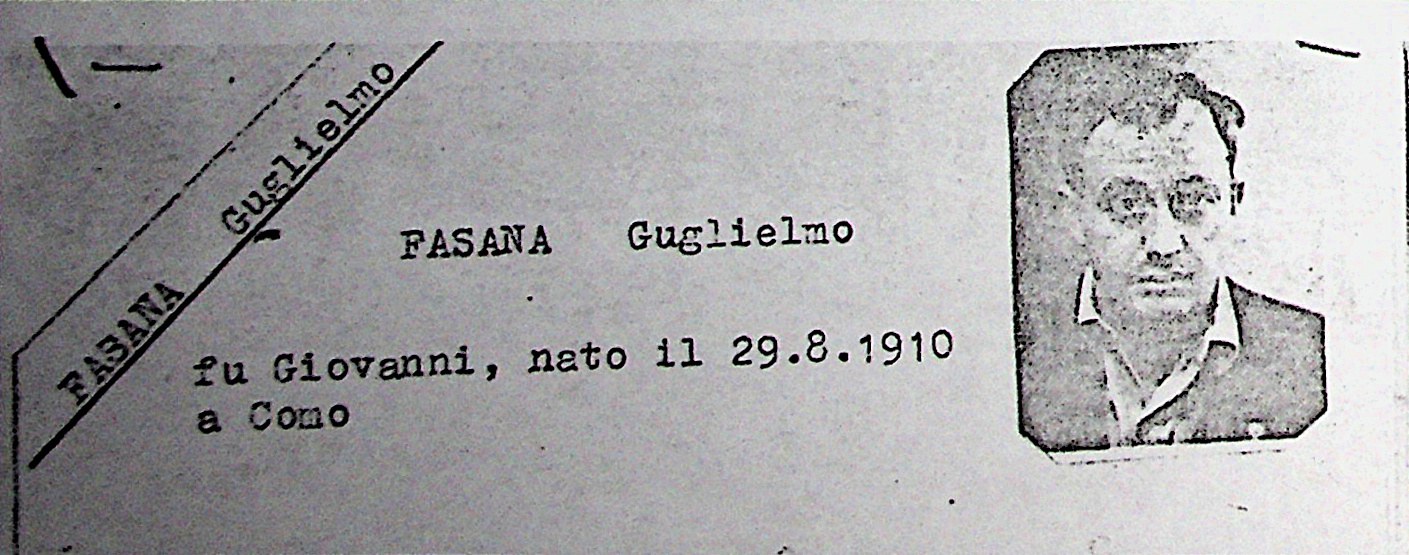 FASANA Guglielmo
FASANA Guglielmo
fu Giovanni, nato il 29.8.1910
a Como